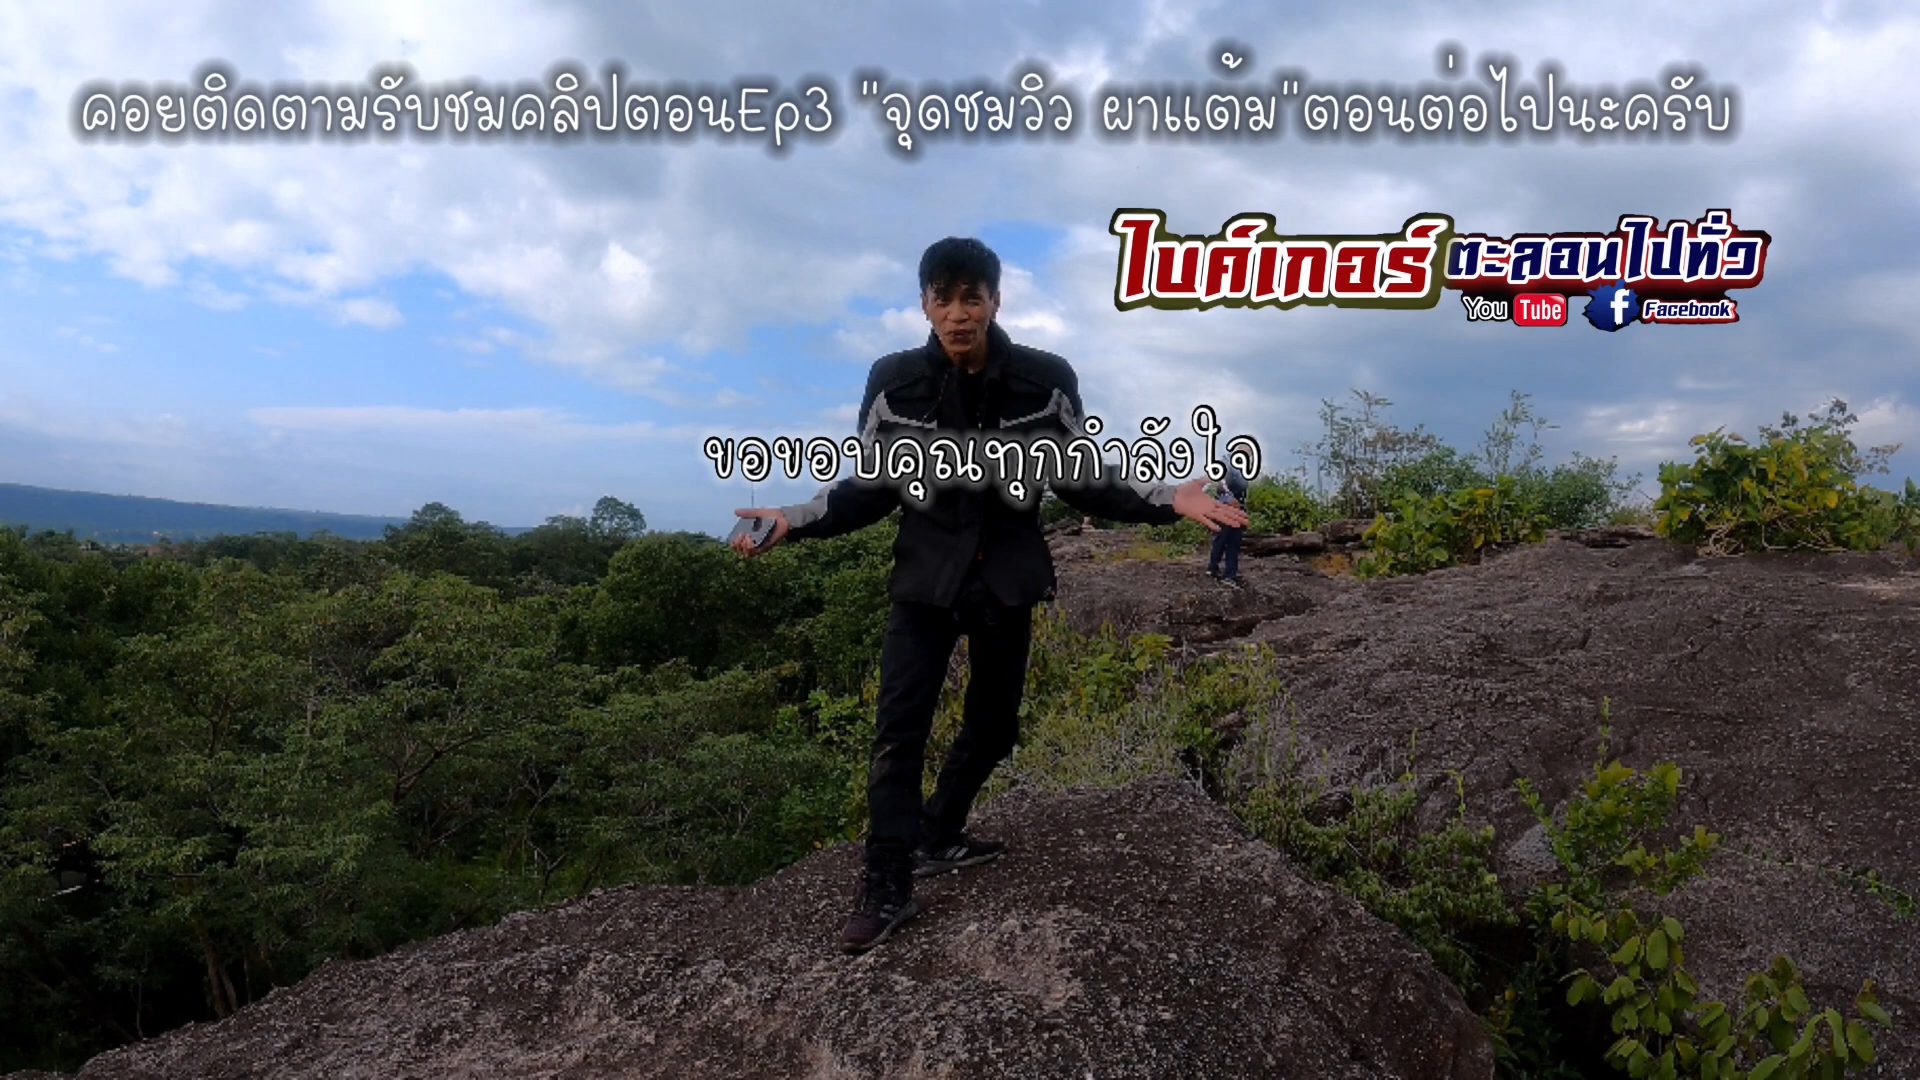 คอยติดตามรับชมคลิปตอนEp3 "จุดชมวิว ผาแต้ม"ตอนต่อไปนะครับ
ไบค์เกอร์ ตะลอนไปทั่ว
You Tube f Facebook
ขอขอบคุณทุกกำลังใจ